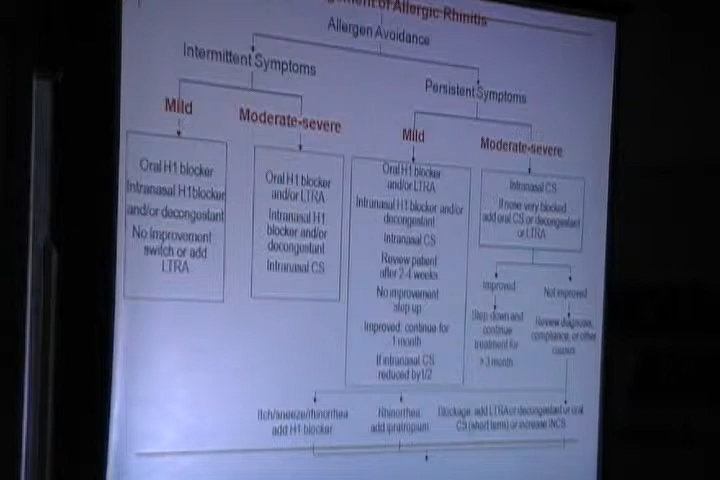 of Allergic Rhinitis
Allergen Avoidance
Intermittent Symptoms
Persistent Symptoms
Mild
Moderate-severe
Mild
Moderate-severe
Oral H1 blocker
Intranasal H1blocker
and/or decongestant
No improvement
switch or add
LTRA
Oral H1 blocker
and/or LTRA
Intranasal H1
blocker and/or
decongestant
Intranasal CS
Oral H1 blocker
and/or LTRA
Intranasal H1 blocker and/or
decongestant
Intranasal CS
Review patient
after 2-4 weeks
No improvement
step up
Improved: continue for
1 month
If intranasal CS
reduced by1/2
Intranasal CS
If nose very blocked
add oral CS or decongestant
or LTRA
Improved
Step down and
continue
treatment for
>3 month
Not improved
Review diagnosis,
compliance, or other
causes
Itch/sneeze/rhinorrhea
add H1 blocker
Rhinorrhea
add ipratropium
Blockage: add LTRA or decongestant or oral
CS (short term) or increase INCS